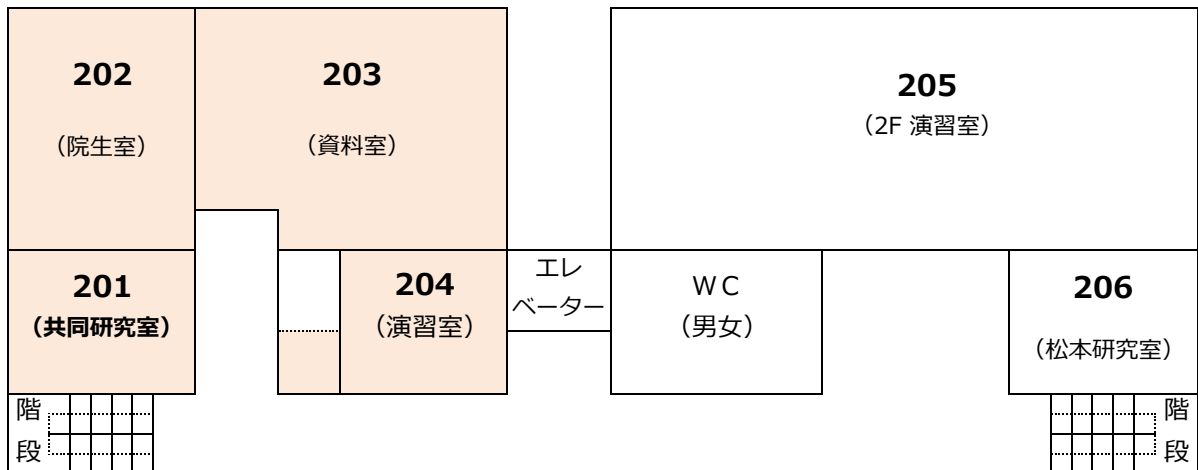 202
（院生室）
203
（資料室）
205
（2F 演習室）
201
（共同研究室）
204
（演習室）
エレ
ベーター
ＷＣ
（男女）
206
（松本研究室）
階
段
階
段